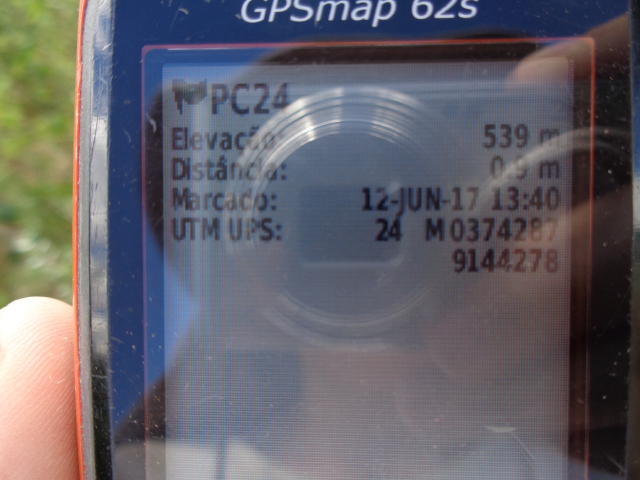 GPSmap 62s
PC24
Elevação: 539 m
Distância: 0.9 m
Marcado: 12-JUN-17 13:40
UTM UPS: 24 M 0374287
9144278